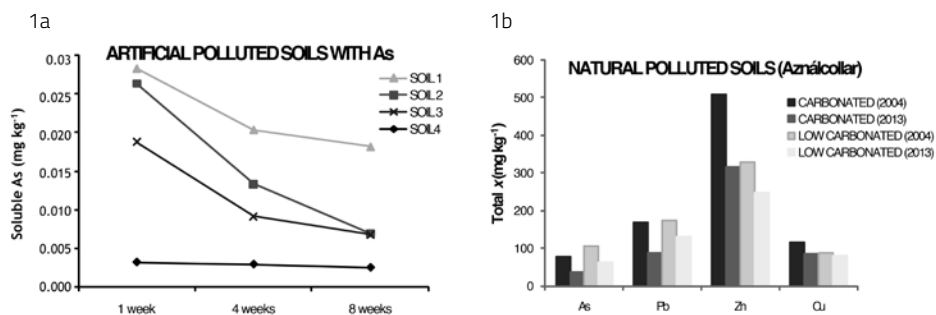 1a
ARTIFICIAL POLLUTED SOILS WITH As
Soluble As (mg kg⁻¹)
0.03
0.025
0.020
0.015
0.010
0.005
0.000
1 week
4 weeks
8 weeks
SOIL 1
SOIL 2
SOIL 3
SOIL4
1b
NATURAL POLLUTED SOILS (Aználcollar)
Total x (mg kg⁻¹)
600
500
400
300
200
100
0
As
Pb
Zn
Cu
CARBONATED (2004)
CARBONATED (2013)
LOW CARBONATED (2004)
LOW CARBONATED (2013)